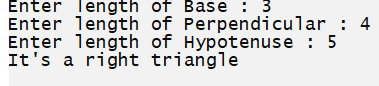 Enter length of Base : 3
Enter length of Perpendicular : 4
Enter length of Hypotenuse : 5
It's a right triangle